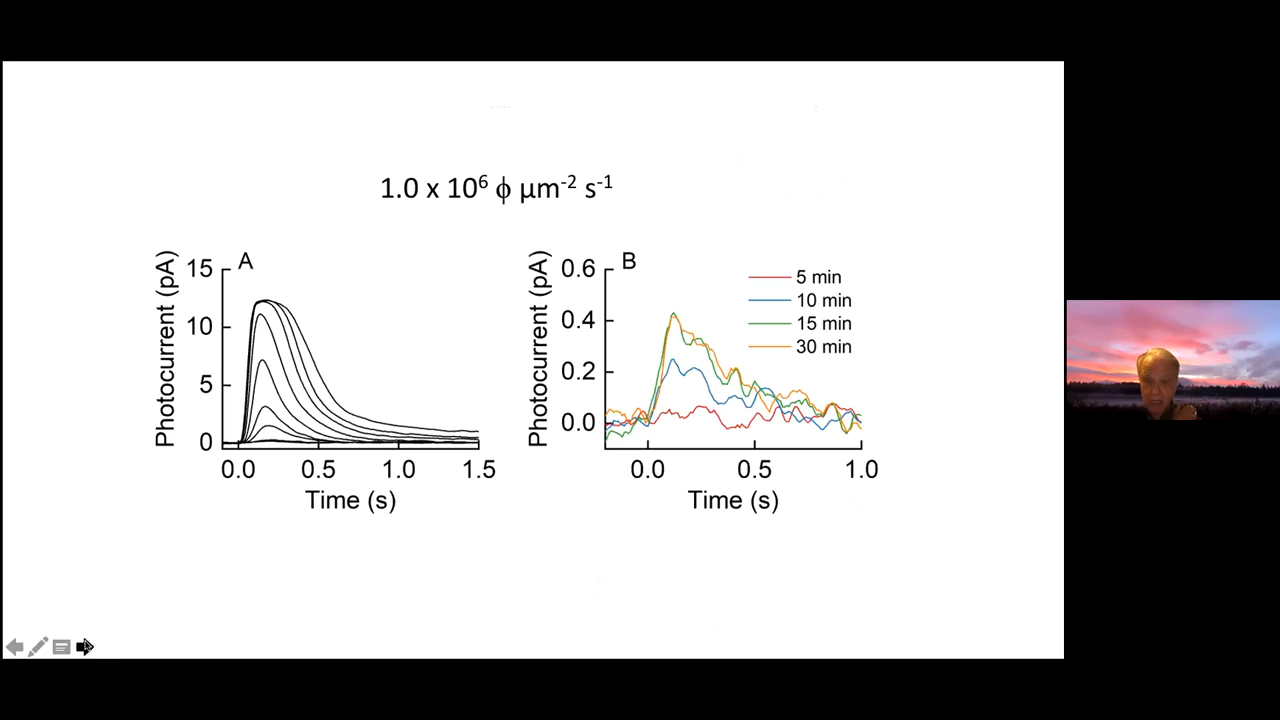 1.0 x 10⁶ ϕ µm⁻² s⁻¹
A
Photocurrent (pA)
15
10
5
0
0.0 0.5 1.0 1.5
Time (s)
B
Photocurrent (pA)
0.6
0.4
0.2
0.0
0.0 0.5 1.0
Time (s)
5 min
10 min
15 min
30 min